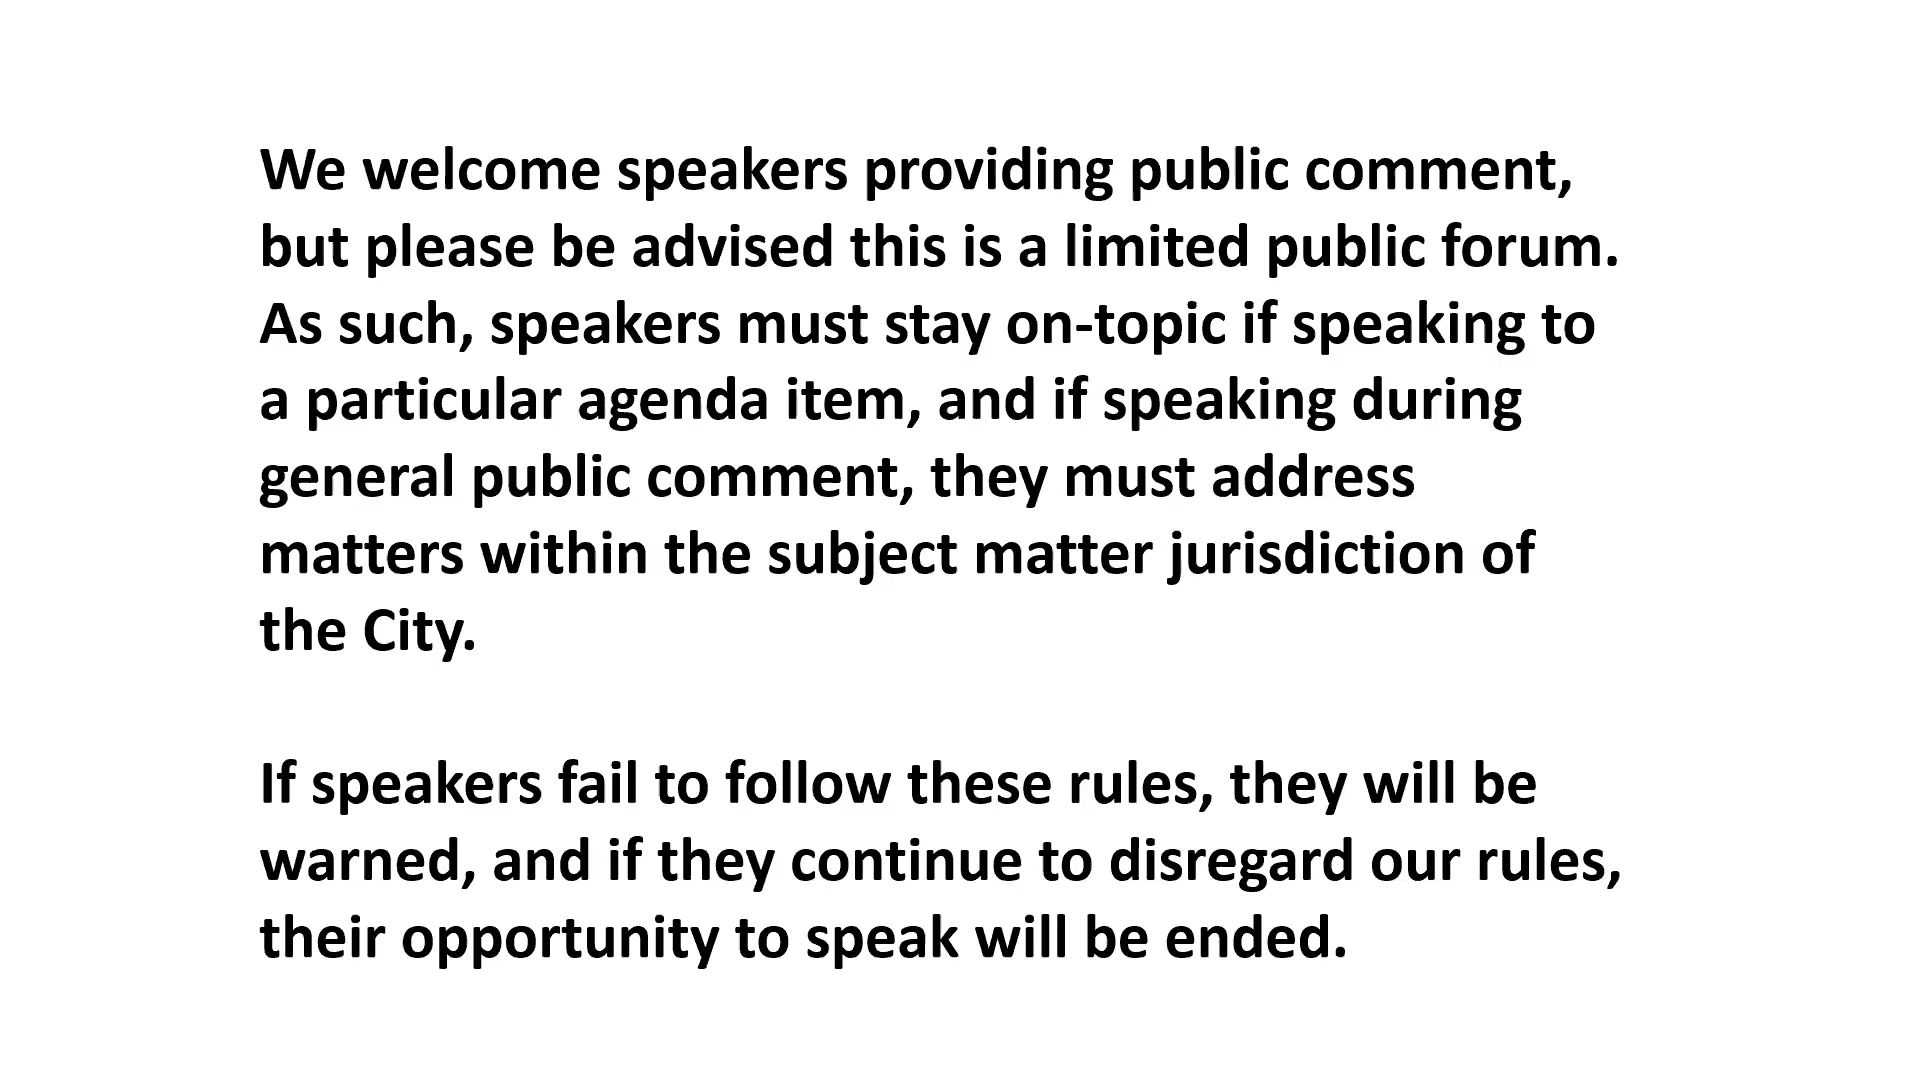 We welcome speakers providing public comment,
but please be advised this is a limited public forum.
As such, speakers must stay on-topic if speaking to
a particular agenda item, and if speaking during
general public comment, they must address
matters within the subject matter jurisdiction of
the City.
If speakers fail to follow these rules, they will be
warned, and if they continue to disregard our rules,
their opportunity to speak will be ended.